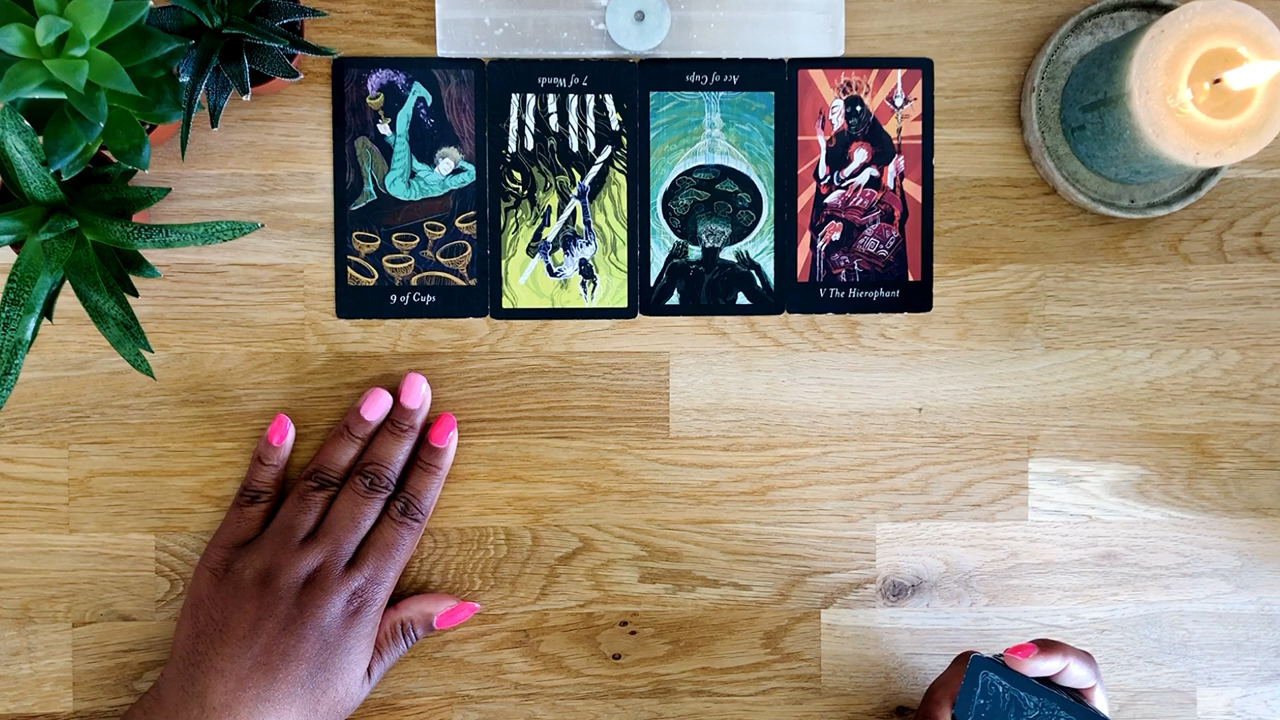 9 of Cups
7 of Wands
Ace of Cups
V The Hierophant